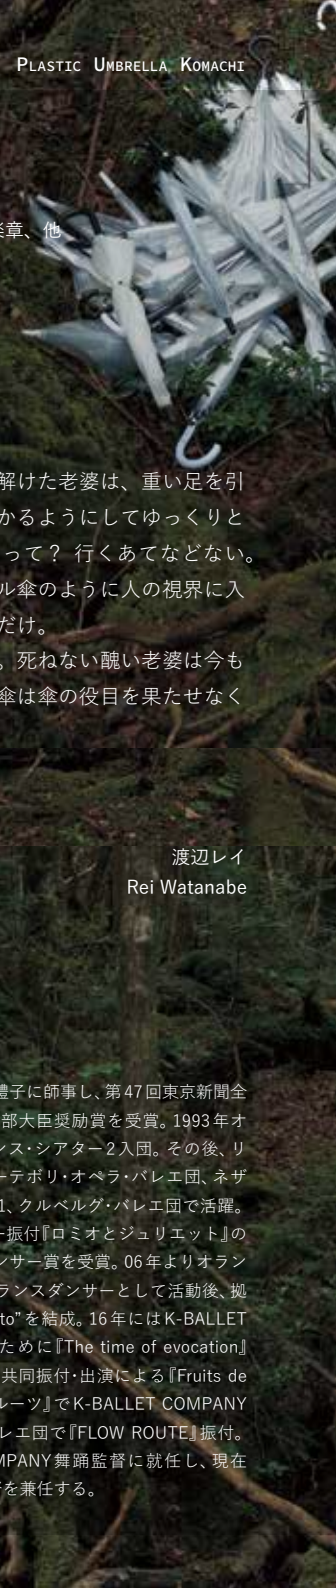 Plastic Umbrella Komachi
楽章、他
解けた老婆は、重い足を引
かるようにしてゆっくりと
って？ 行くあてなどない。
ル傘のように人の視界に入
だけ。
。死ねない醜い老婆は今も
傘は傘の役目を果たせなく
渡辺レイ
Rei Watanabe
禮子に師事し、第47回東京新聞全
部大臣奨励賞を受賞。1993年オ
ンス・シアター2入団。その後、リ
ーテボリ・オペラ・バレエ団、ネザ
1、クルベルグ・バレエ団で活躍。
ー振付『ロミオとジュリエット』の
ンサー賞を受賞。06年よりオラン
ランスダンサーとして活動後、拠
to”を結成。16年にはK-BALLET
ために『The time of evocation』
共同振付・出演による『Fruits de
ルーツ』でK-BALLET COMPANY
レエ団で『FLOW ROUTE』振付。
MPANY舞踊監督に就任し、現在
を兼任する。